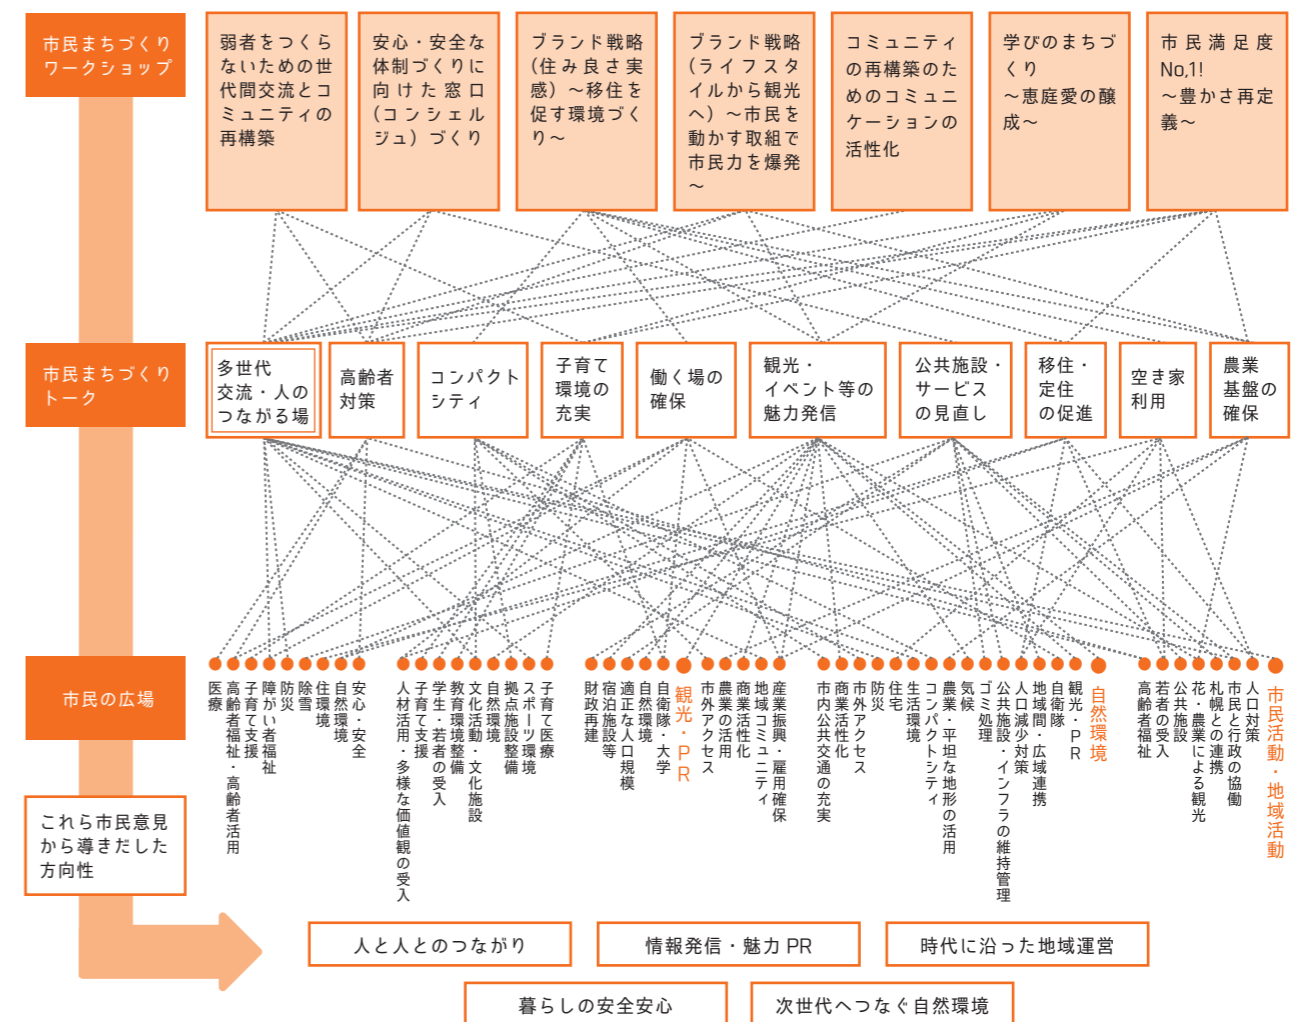 市民まちづくり
ワークショップ
弱者をつくら
ないための世
代間交流とコ
ミュニティの
再構築
安心・安全な
体制づくりに
向けた窓口
(コンシェル
ジュ）づくり
ブランド戦略
(住み良さ実
感）～移住を
促す環境づく
り～
ブランド戦略
(ライフスタ
イルから観光
へ）～市民を
動かす取組で
市民力を爆発
～
コミュニティ
の再構築のた
めのコミュニ
ケーションの
活性化
学びのまちづ
くり
～恵庭愛の醸
成～
市民満足度
No,1!
～豊かさ再定
義～
市民まちづくり
トーク
多世代
交流・人の
つながる場
高齢者
対策
コンパクト
シティ
子育て
環境の
充実
働く場の
確保
観光・
イベント等の
魅力発信
公共施設・
サービス
の見直し
移住・
定住
の促進
空き家
利用
農業
基盤の
確保
市民の広場
医療
高齢者福祉・高齢者活用
子育て支援
障がい者福祉
防災
除雪
住環境
自然環境
安心・安全
人材活用・多様な価値観の受入
子育て支援
学生・若者の受入
教育環境整備
文化活動・文化施設
自然環境
拠点施設整備
スポーツ環境
子育て医療
財政再建
宿泊施設等
適正な人口規模
自然環境
自衛隊・大学
観光・PR
市外アクセス
農業の活用
商業活性化
地域コミュニティ
産業振興・雇用確保
市内公共交通の充実
商業活性化
市外アクセス
防災
住宅
生活環境
コンパクトシティ
農業・平坦な地形の活用
気候
ゴミ処理
公共施設・インフラの維持管理
人口減少対策
地域間・広域連携
自衛隊
観光・PR
自然環境
高齢者福祉
若者の受入
公共施設
花・農業による観光
札幌との連携
市民と行政の協働
人口対策
市民活動・地域活動
これら市民意見
から導きだした
方向性
人と人とのつながり
情報発信・魅力 PR
時代に沿った地域運営
暮らしの安全安心
次世代へつなぐ自然環境